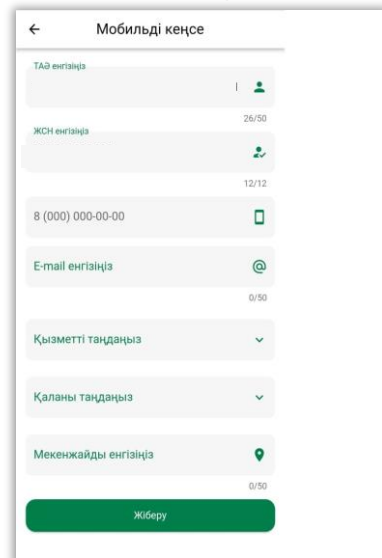 Мобильді кеңсе
ТАӘ енгізіңіз
26/50
ЖСН енгізіңіз
12/12
8 (000) 000-00-00
E-mail енгізіңіз
0/50
Қызметті таңдаңыз
Қаланы таңдаңыз
Мекенжайды енгізіңіз
0/50
Жіберу